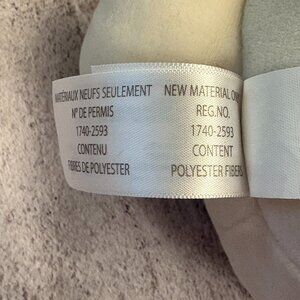 MATÉRIAUX NEUFS SEULEMENT
Nº DE PERMIS
1740-2593
CONTENU
FIBRES DE POLYESTER
NEW MATERIAL ON
REG.NO.
1740-2593
CONTENT
POLYESTER FIBERS